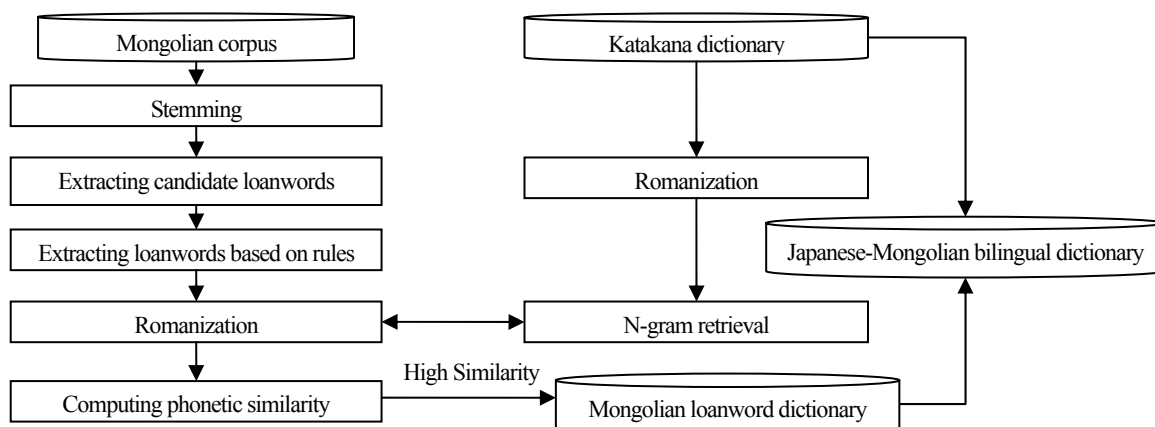 Mongolian corpus
Katakana dictionary
Stemming
Extracting candidate loanwords
Romanization
Extracting loanwords based on rules
Japanese-Mongolian bilingual dictionary
Romanization
N-gram retrieval
High Similarity
Computing phonetic similarity
Mongolian loanword dictionary